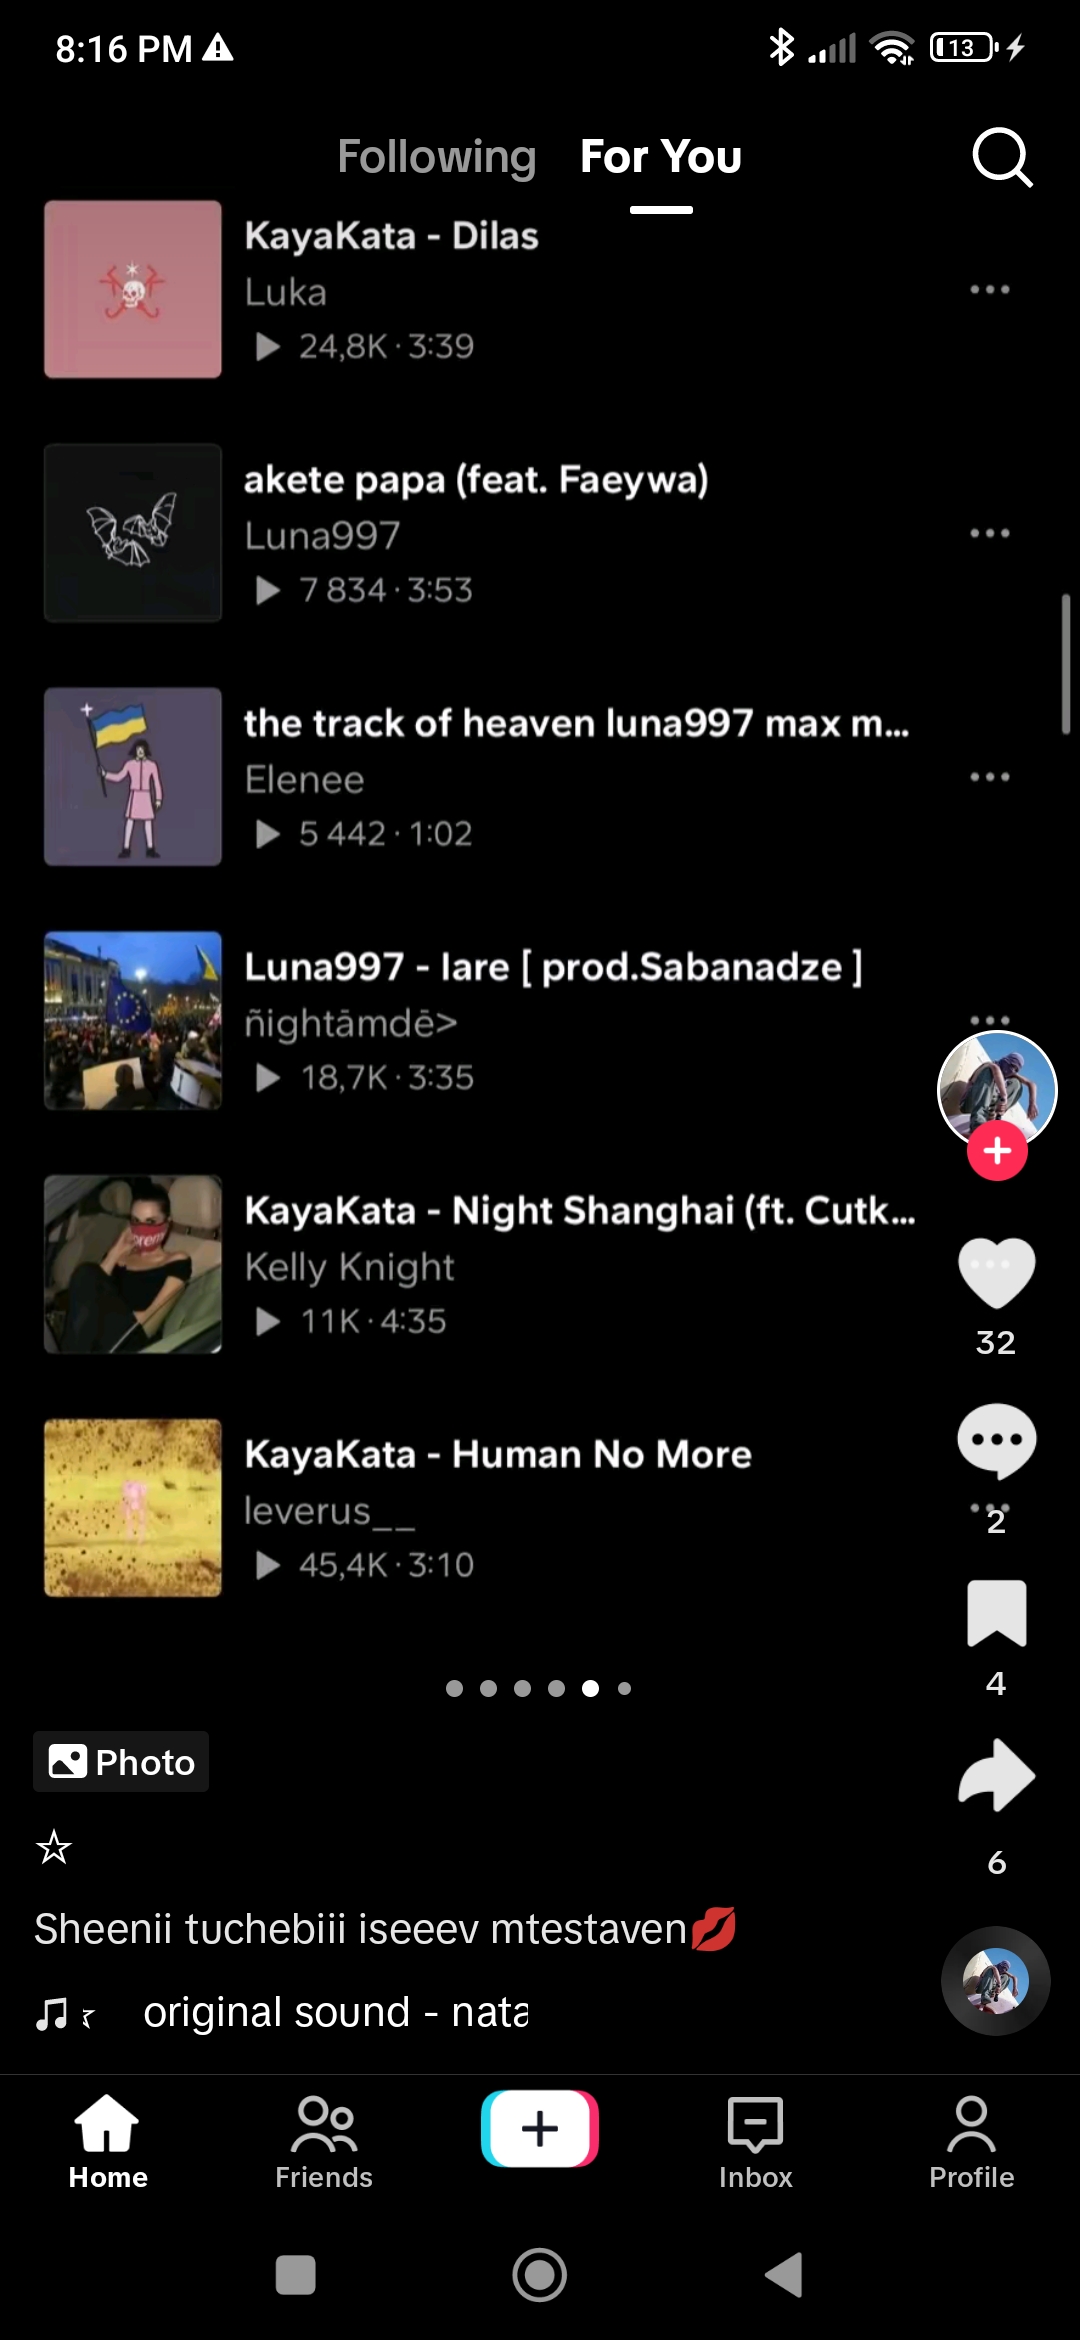 8:16 PM
13
Following For You
KayaKata - Dilas
Luka
24,8K · 3:39
akete papa (feat. Faeywa)
Luna997
7 834 · 3:53
the track of heaven luna997 max m...
Elenee
5 442 · 1:02
Luna997 - Iare [ prod.Sabanadze ]
ñightāmdē>
18,7K · 3:35
KayaKata - Night Shanghai (ft. Cutk...
Kelly Knight
11K · 4:35
32
KayaKata - Human No More
leverus__
45,4K · 3:10
2
4
Photo
☆
6
Sheenii tuchebiii iseeev mtestaven💋
original sound - nata
Home
Friends
Inbox
Profile